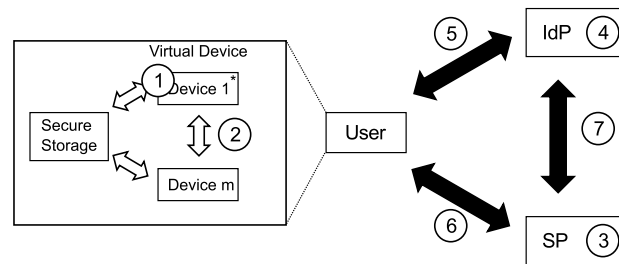 Virtual Device
1
Device 1*
Secure
Storage
2
Device m
User
5
IdP 4
7
6
SP 3